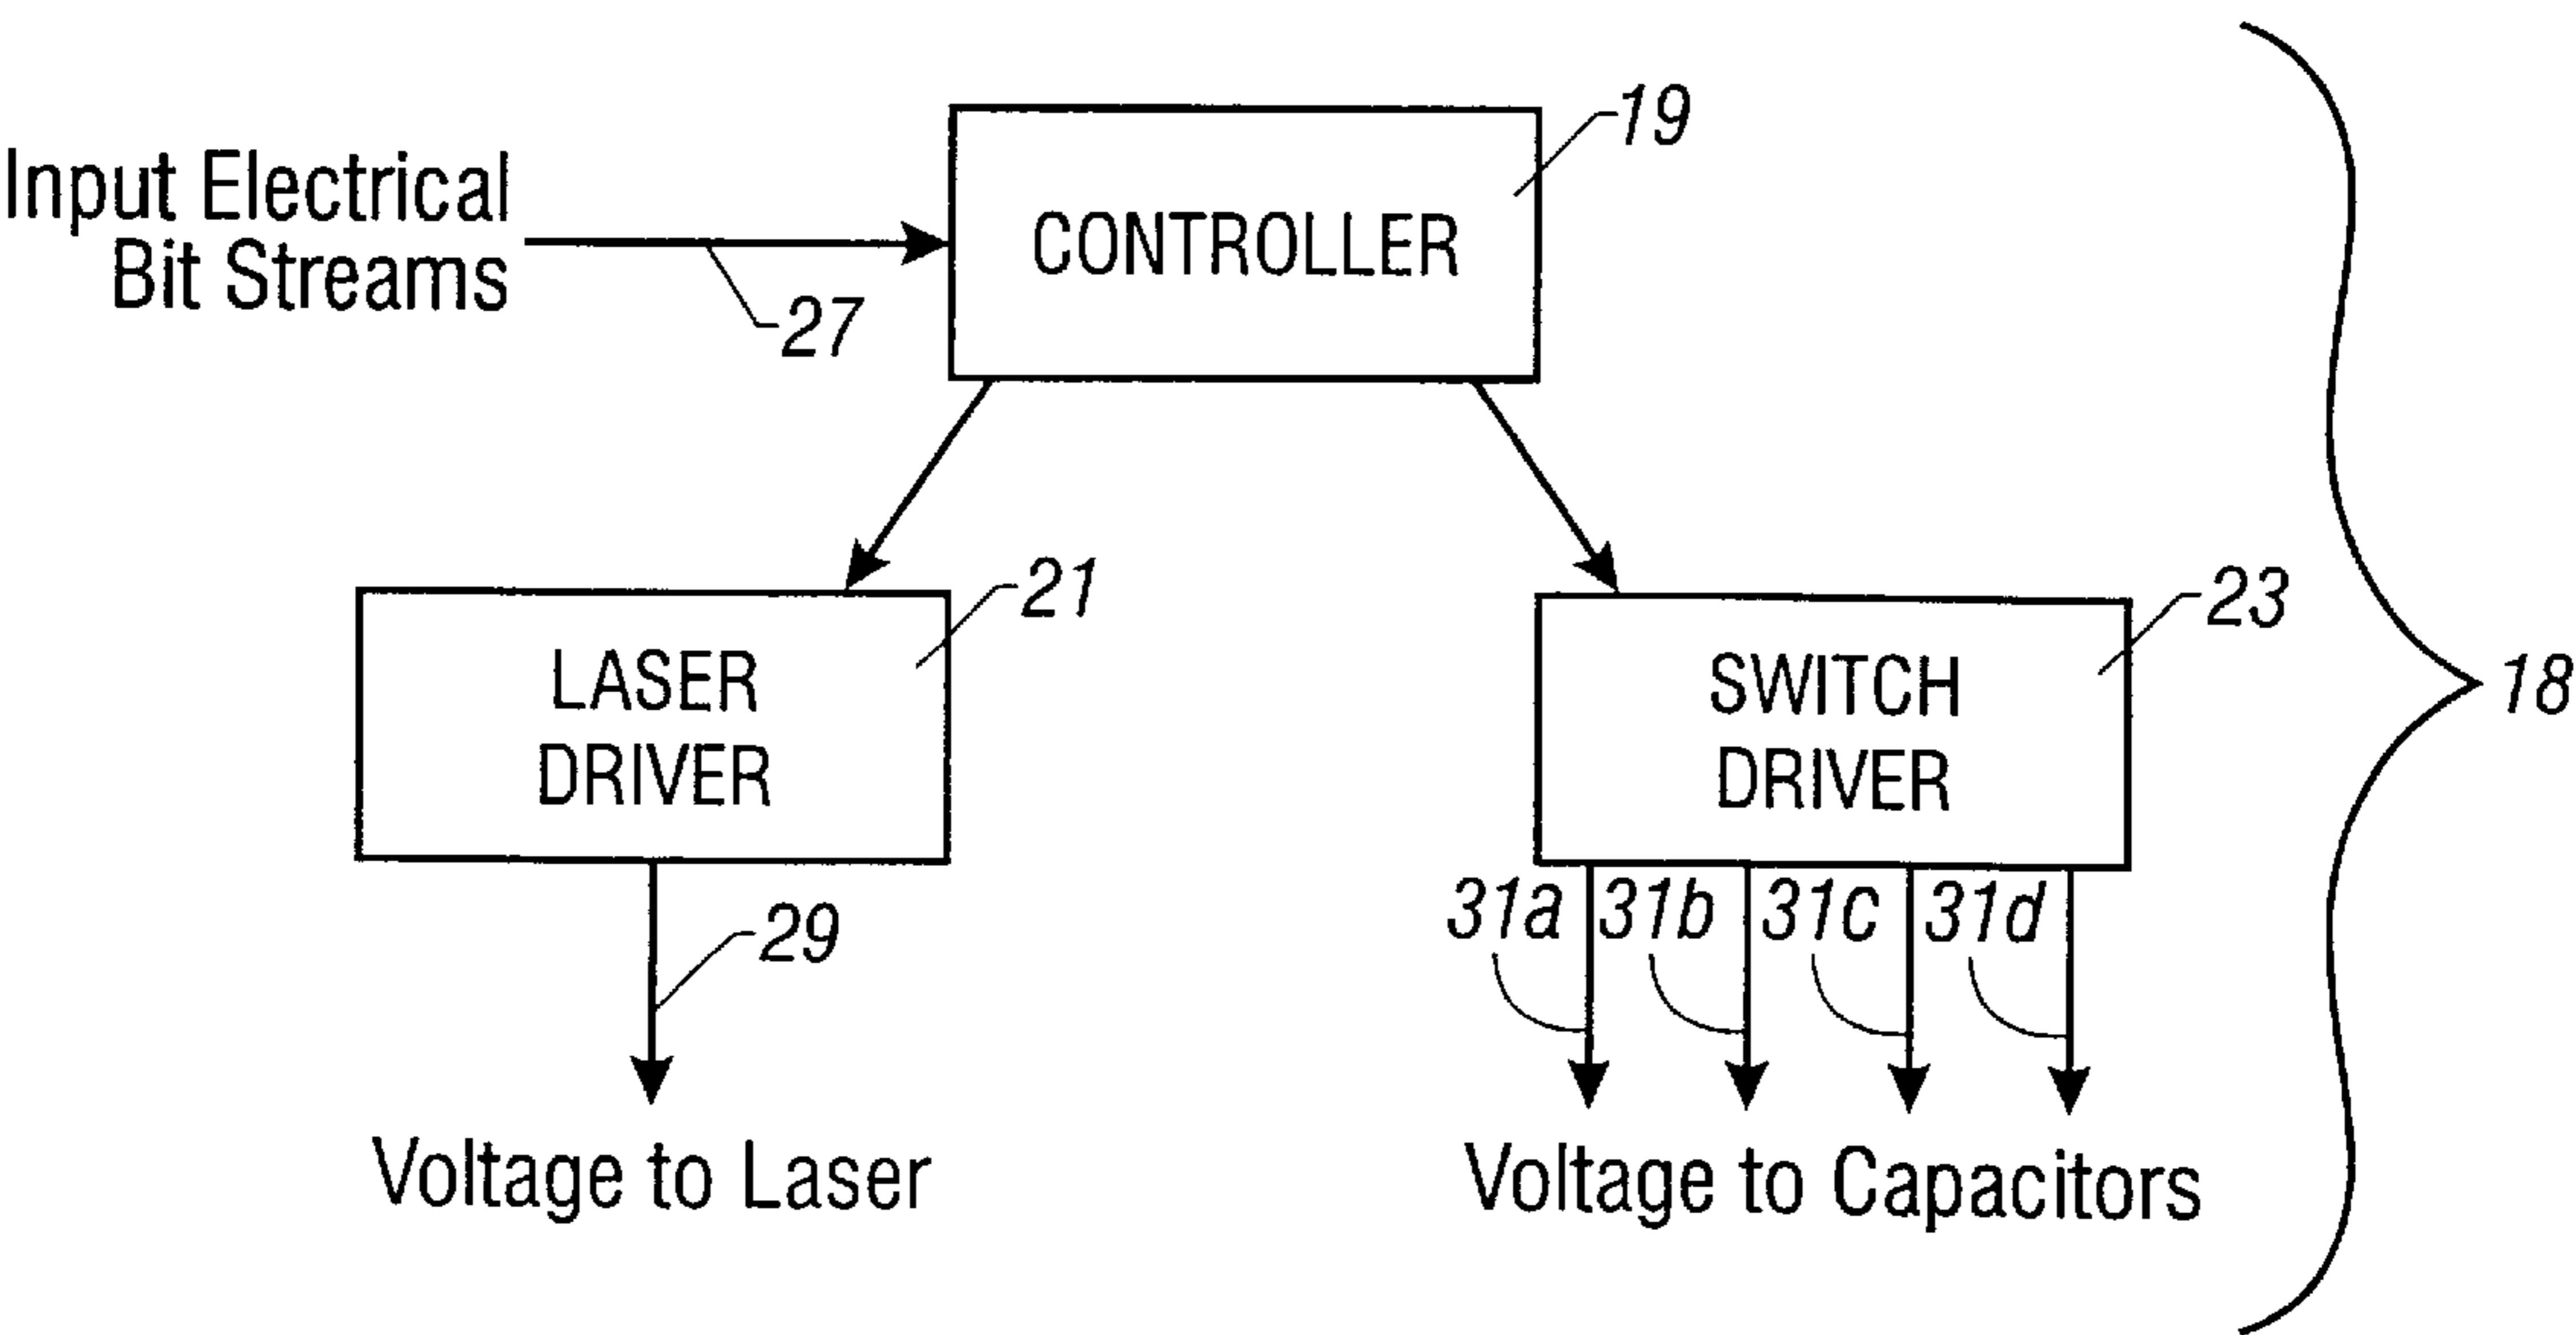 19
Input Electrical
Bit Streams
CONTROLLER
27
21
23
LASER
DRIVER
SWITCH
DRIVER
18
29
31a 31b 31c 31d
Voltage to Laser
Voltage to Capacitors